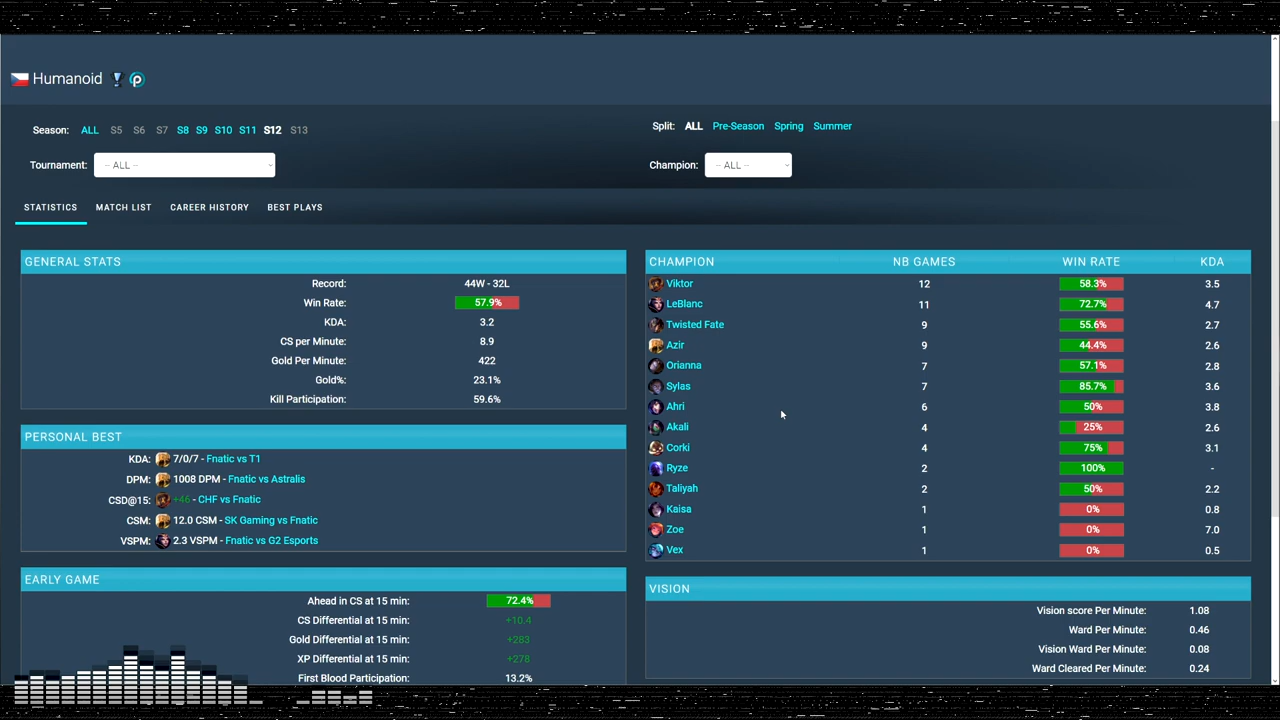 Humanoid
Season: ALL S5 S6 S7 S8 S9 S10 S11 S12 S13
Split: ALL Pre-Season Spring Summer
Tournament: -- ALL --
Champion: -- ALL --
STATISTICS MATCH LIST CAREER HISTORY BEST PLAYS
GENERAL STATS
Record: 44W - 32L
Win Rate: 57.9%
KDA: 3.2
CS per Minute: 8.9
Gold Per Minute: 422
Gold%: 23.1%
Kill Participation: 59.6%
PERSONAL BEST
KDA: 7/0/7 - Fnatic vs T1
DPM: 1008 DPM - Fnatic vs Astralis
CSD@15: +46 - CHF vs Fnatic
CSM: 12.0 CSM - SK Gaming vs Fnatic
VSPM: 2.3 VSPM - Fnatic vs G2 Esports
EARLY GAME
Ahead in CS at 15 min: 72.4%
CS Differential at 15 min: +10.4
Gold Differential at 15 min: +283
XP Differential at 15 min: +278
First Blood Participation: 13.2%
CHAMPION NB GAMES WIN RATE KDA
Viktor 12 58.3% 3.5
LeBlanc 11 72.7% 4.7
Twisted Fate 9 55.6% 2.7
Azir 9 44.4% 2.6
Orianna 7 57.1% 2.8
Sylas 7 85.7% 3.6
Ahri 6 50% 3.8
Akali 4 25% 2.6
Corki 4 75% 3.1
Ryze 2 100% -
Taliyah 2 50% 2.2
Kaisa 1 0% 0.8
Zoe 1 0% 7.0
Vex 1 0% 0.5
VISION
Vision score Per Minute: 1.08
Ward Per Minute: 0.46
Vision Ward Per Minute: 0.08
Ward Cleared Per Minute: 0.24